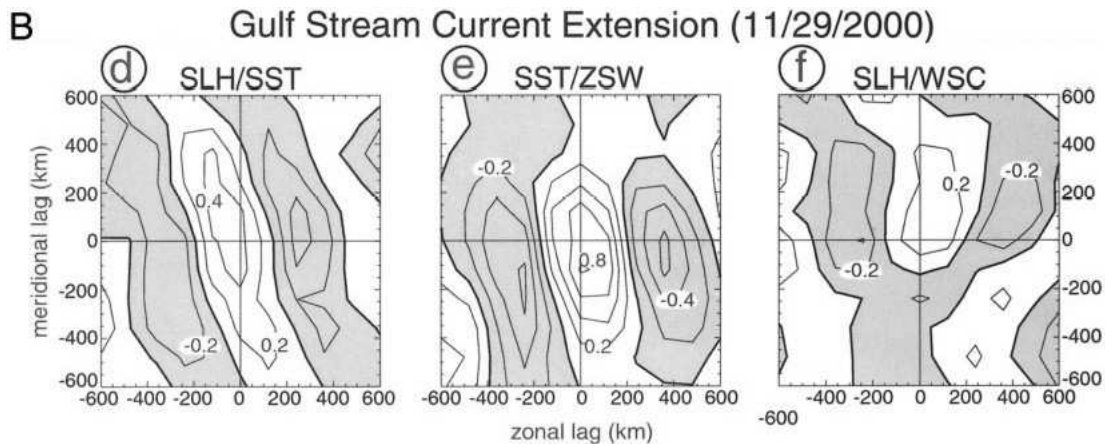 B
Gulf Stream Current Extension (11/29/2000)
d e f
SLH/SST SST/ZSW SLH/WSC
600 600
400 -0.2 400
200 0.4 -0.2 0.2 200
0 0.8 0
-200 -0.2 -0.4 -200
-400 -0.2 0.2 0.2 -400
-600 -600
-600 -400 -200 0 200 400 600 -400 -200 0 200 400 600 -400 -200 0 200 400 600
-600
meridional lag (km)
zonal lag (km)